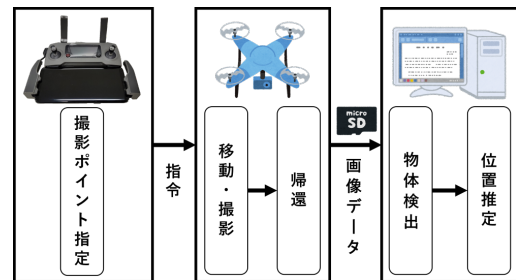 撮影ポイント指定
指令
移動・撮影
帰還
micro
SD
画像データ
物体検出
位置推定